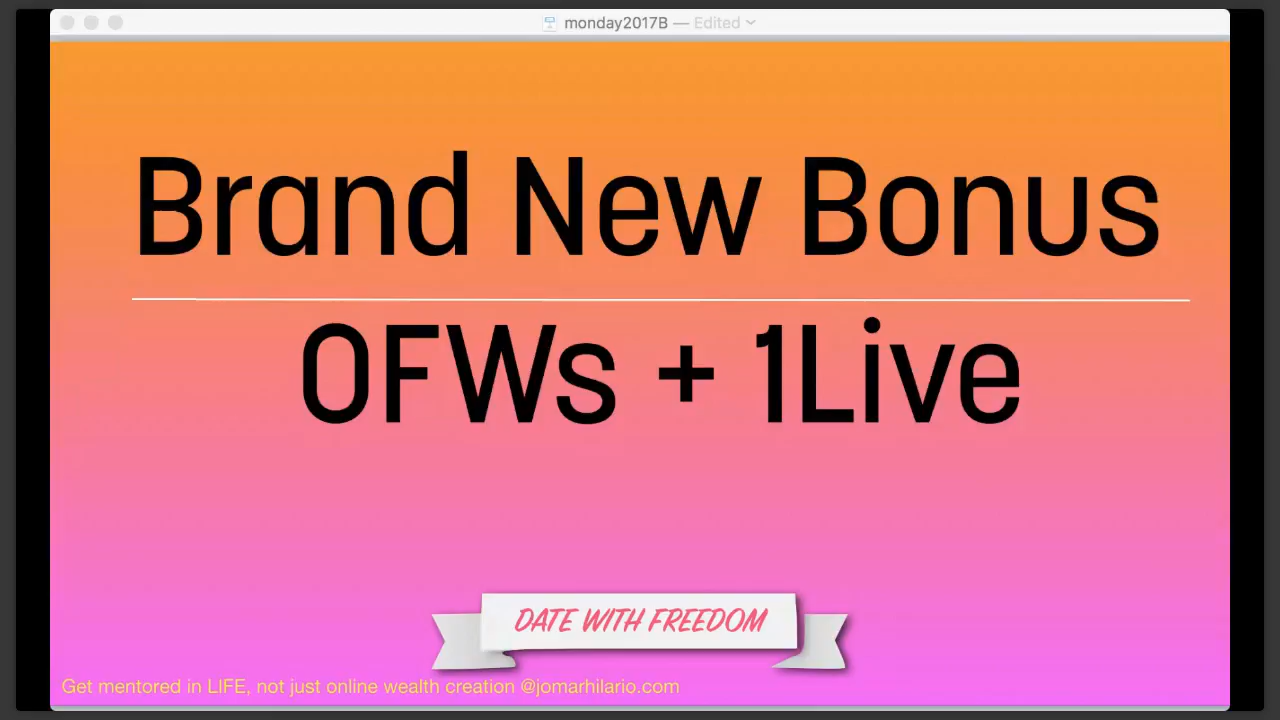 monday2017B — Edited
Brand New Bonus
OFWs + 1Live
DATE WITH FREEDOM
Get mentored in LIFE, not just online wealth creation @jomarhilario.com